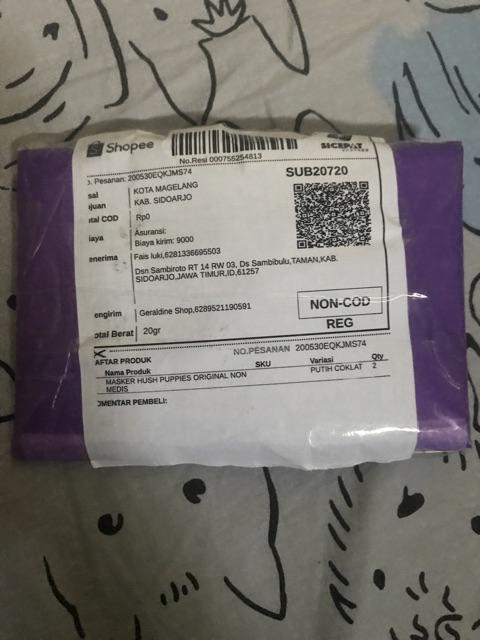 Shopee
SICEPAT
No.Resi 000755254813
o. Pesanan: 200530EQKJMS74
SUB20720
sal KOTA MAGELANG
juan KAB. SIDOARJO
otal COD Rp0
Asuransi:
iaya Biaya kirim: 9000
enerima Fais luki,6281336695503
Dsn Sambiroto RT 14 RW 03, Ds Sambibulu,TAMAN,KAB.
SIDOARJO,JAWA TIMUR,ID,61257
engirim Geraldine Shop,6289521190591
NON-COD
otal Berat 20gr
REG
AFTAR PRODUK NO.PESANAN 200530EQKJMS74
Nama Produk SKU Variasi Qty
MASKER HUSH PUPPIES ORIGINAL NON MEDIS PUTIH COKLAT 2
OMENTAR PEMBELI: